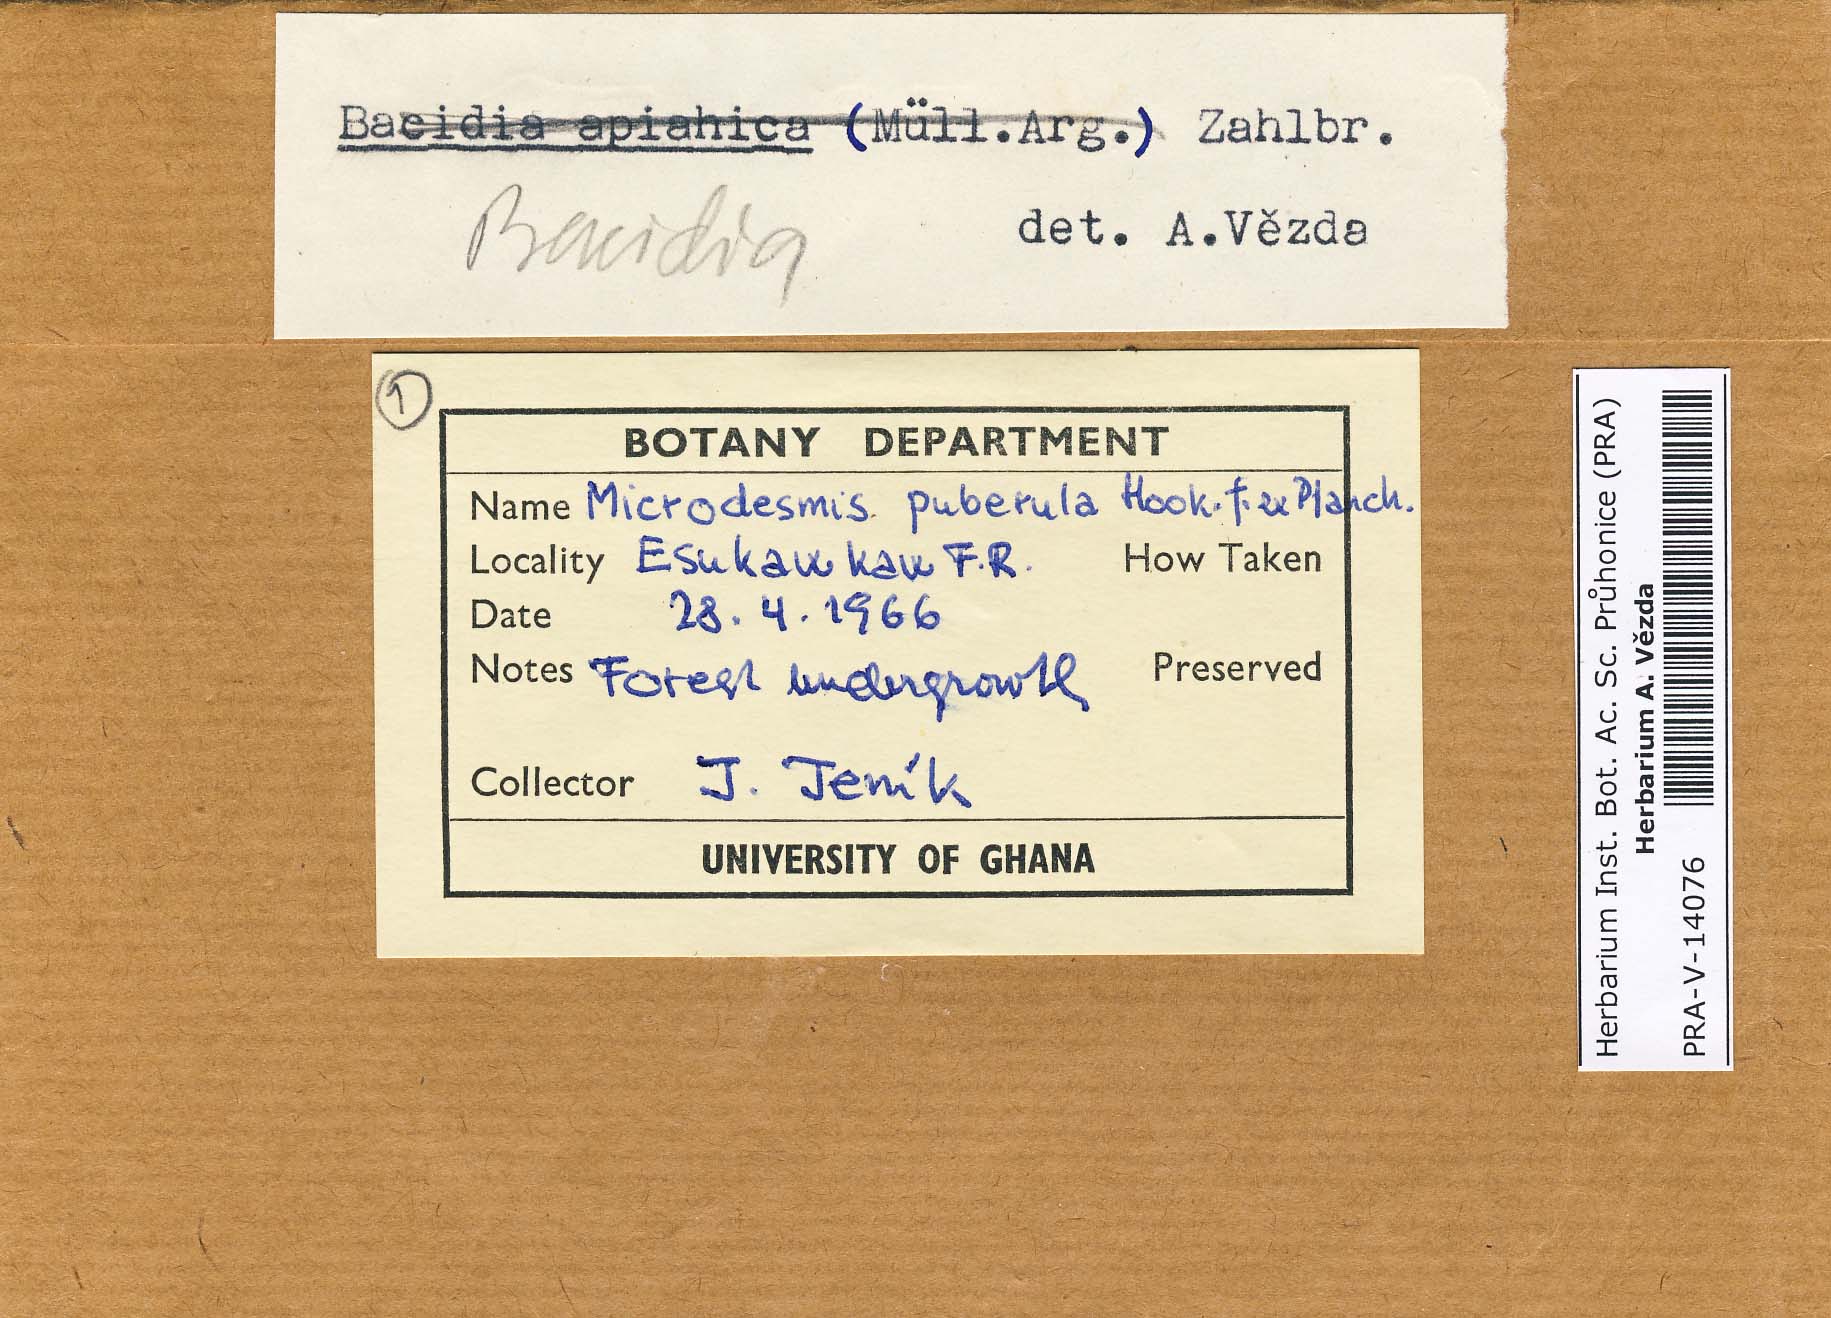 Bacidia apiahica (Müll.Arg.) Zahlbr.
Bacidia
det. A.Vězda
1
BOTANY DEPARTMENT
Name Microdesmis puberula Hook. f. ex Planch.
Locality Esukawkaw F.R. How Taken
Date 28.4.1966
Notes Forest undergrowth Preserved
Collector J. Jeník
UNIVERSITY OF GHANA
Herbarium Inst. Bot. Ac. Sc. Průhonice (PRA)
Herbarium A. Vězda
PRA-V-14076